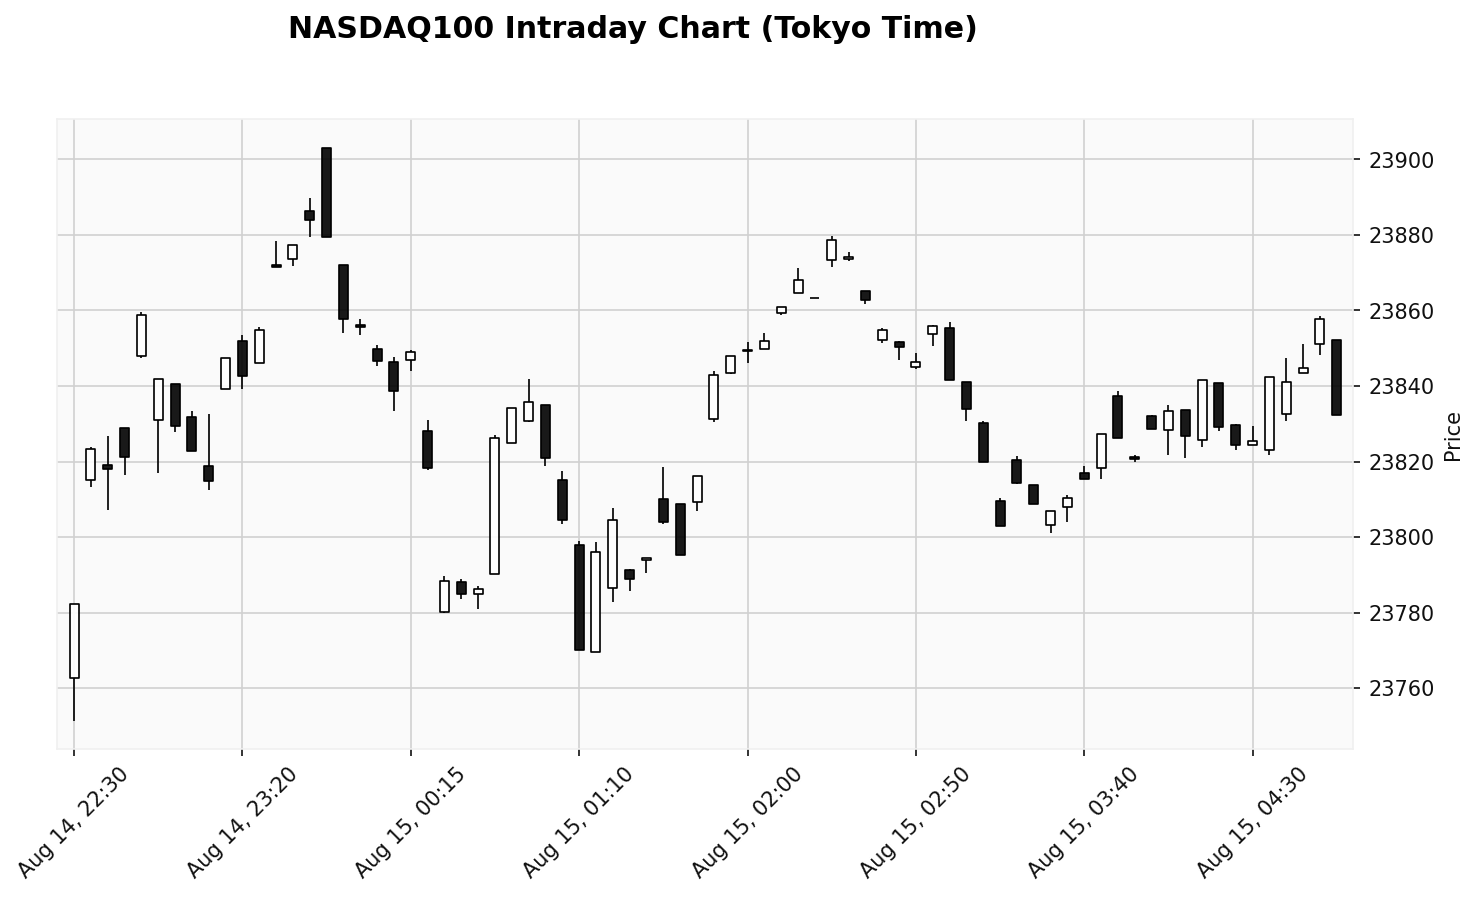 NASDAQ100 Intraday Chart (Tokyo Time)
23900
23880
23860
23840
23820
23800
23780
23760
Price
Aug 14, 22:30
Aug 14, 23:20
Aug 15, 00:15
Aug 15, 01:10
Aug 15, 02:00
Aug 15, 02:50
Aug 15, 03:40
Aug 15, 04:30